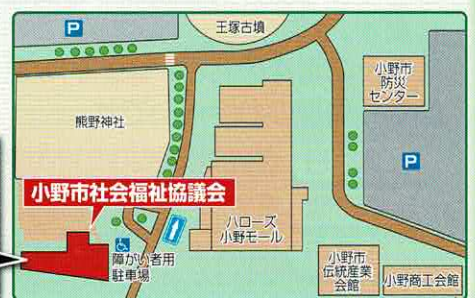 P
王塚古墳
小野市
防災
センター
熊野神社
P
小野市社会福祉協議会
障がい者用
駐車場
ハローズ
小野モール
小野市
伝統産業
会館
小野商工会館